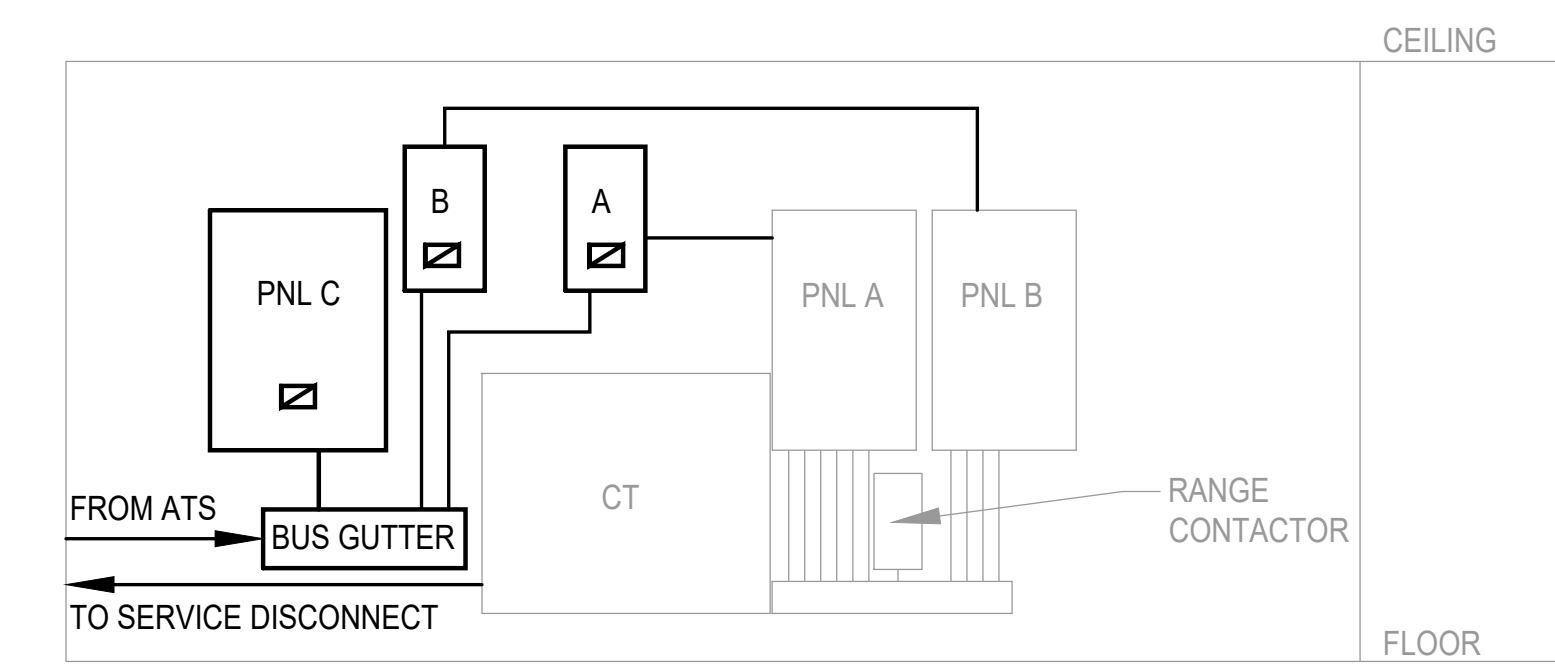 CEILING
B
A
PNL C
PNL A
PNL B
CT
RANGE
CONTACTOR
FROM ATS
BUS GUTTER
TO SERVICE DISCONNECT
FLOOR